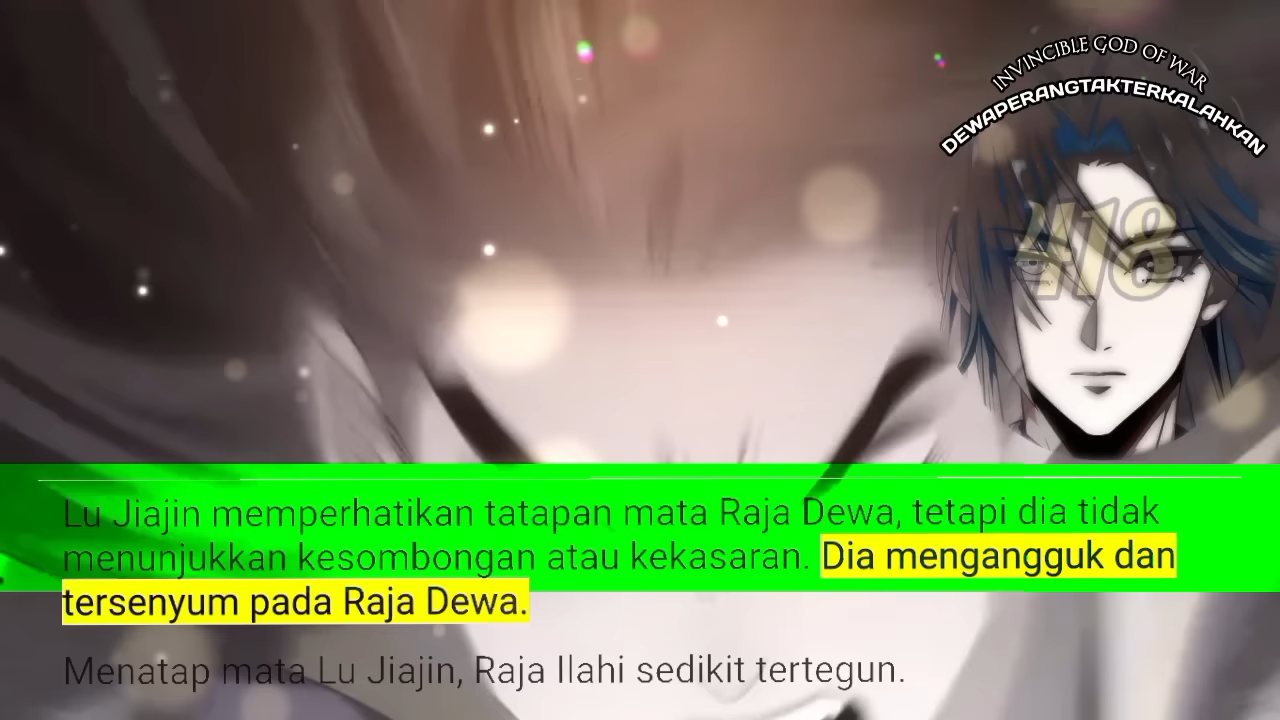 INVINCIBLE GOD OF WAR
DEWAPERANGTAKTERKALAHKAN
418
Lu Jiajin memperhatikan tatapan mata Raja Dewa, tetapi dia tidak
menunjukkan kesombongan atau kekasaran. Dia mengangguk dan
tersenyum pada Raja Dewa.
Menatap mata Lu Jiajin, Raja Ilahi sedikit tertegun.